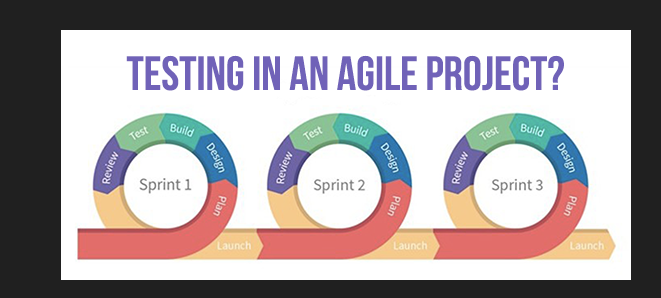 TESTING IN AN AGILE PROJECT?
Sprint 1
Plan
Design
Build
Test
Review
Launch
Sprint 2
Plan
Design
Build
Test
Review
Launch
Sprint 3
Plan
Design
Build
Test
Review
Launch